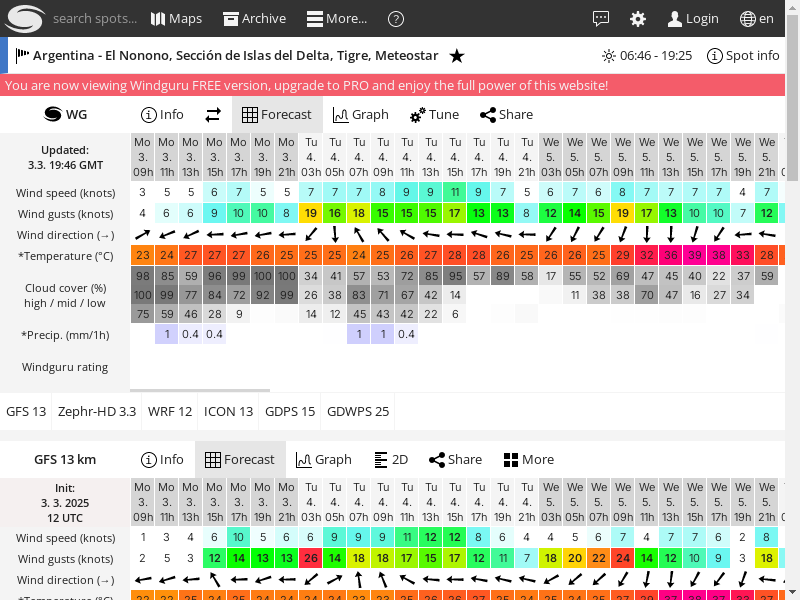 search spots... Maps Archive More... ? Login en
Argentina - El Nonono, Sección de Islas del Delta, Tigre, Meteostar ★ 06:46 - 19:25 Spot info
You are now viewing Windguru FREE version, upgrade to PRO and enjoy the full power of this website!
WG Info Forecast Graph Tune Share
Updated:
3.3. 19:46 GMT
Mo Mo Mo Mo Mo Mo Mo Tu Tu Tu Tu Tu Tu Tu Tu Tu Tu We We We We We We We We We We
3. 3. 3. 3. 3. 3. 3. 4. 4. 4. 4. 4. 4. 4. 4. 4. 4. 5. 5. 5. 5. 5. 5. 5. 5. 5. 5.
09h 11h 13h 15h 17h 19h 21h 03h 05h 07h 09h 11h 13h 15h 17h 19h 21h 03h 05h 07h 09h 11h 13h 15h 17h 19h 21h
Wind speed (knots) 3 5 5 6 7 5 5 7 7 7 8 9 9 11 9 7 5 6 7 6 8 7 7 7 7 4 7
Wind gusts (knots) 4 6 6 9 10 10 8 19 16 18 15 15 15 17 13 13 8 12 14 15 19 17 13 10 10 7 12
Wind direction (→)
*Temperature (°C) 23 24 27 27 27 26 25 25 25 24 25 26 27 28 28 26 25 26 26 25 29 32 36 39 38 33 28
Cloud cover (%)
high / mid / low
98 85 59 96 99 100 100 34 41 57 53 72 85 95 57 89 58 17 55 52 69 47 45 40 22 37 59
100 99 77 84 72 92 99 26 38 83 71 67 42 14 11 38 38 70 47 16 27 34
75 59 46 28 9 14 12 45 43 42 22 6
*Precip. (mm/1h) 1 0.4 0.4 1 1 0.4
Windguru rating
GFS 13 Zephr-HD 3.3 WRF 12 ICON 13 GDPS 15 GDWPS 25
GFS 13 km Info Forecast Graph 2D Share More
Init:
3. 3. 2025
12 UTC
Mo Mo Mo Mo Mo Mo Mo Tu Tu Tu Tu Tu Tu Tu Tu Tu Tu We We We We We We We We We We
3. 3. 3. 3. 3. 3. 3. 4. 4. 4. 4. 4. 4. 4. 4. 4. 4. 5. 5. 5. 5. 5. 5. 5. 5. 5. 5.
09h 11h 13h 15h 17h 19h 21h 03h 05h 07h 09h 11h 13h 15h 17h 19h 21h 03h 05h 07h 09h 11h 13h 15h 17h 19h 21h
Wind speed (knots) 1 3 4 6 10 5 6 6 9 9 9 11 12 12 8 6 4 4 5 6 7 4 7 7 6 2 8
Wind gusts (knots) 2 5 3 12 14 13 13 26 14 18 18 17 15 17 12 11 7 18 20 22 24 14 12 10 9 3 18
Wind direction (→)